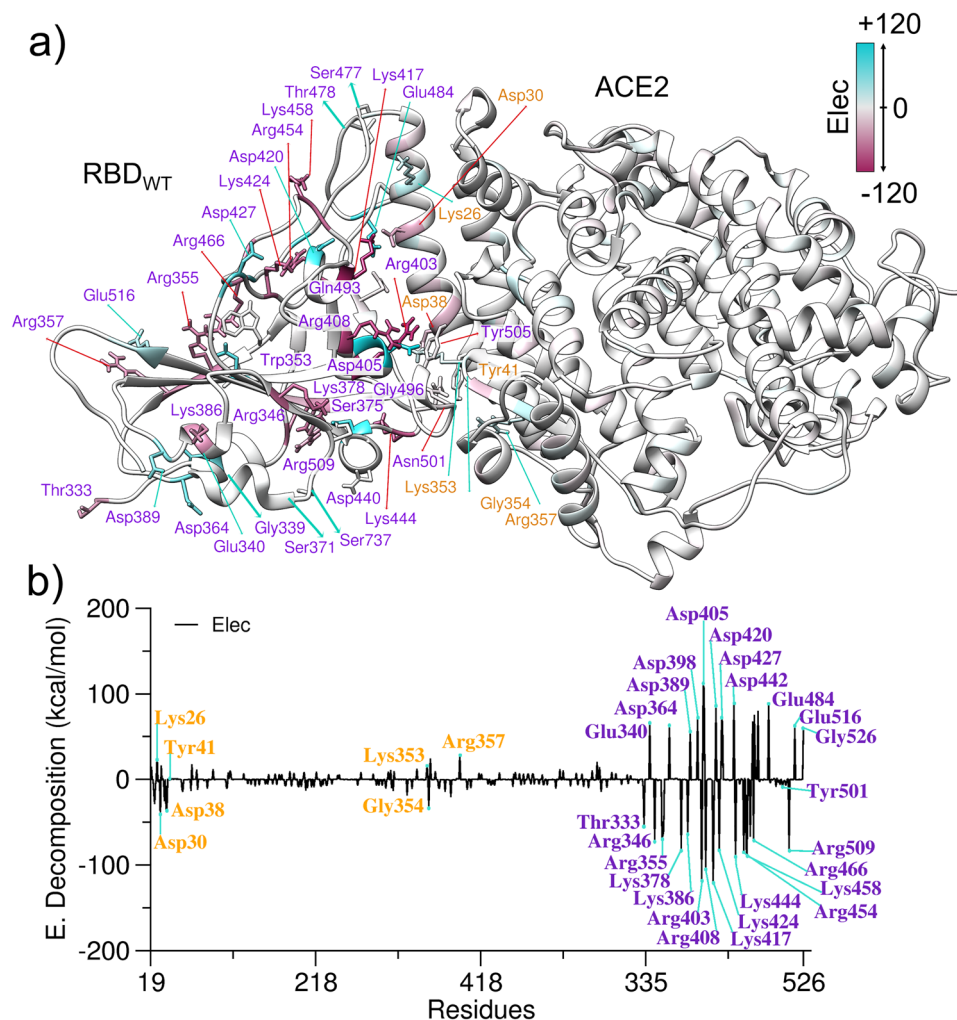 a)
+120
0
-120
Elec
ACE2
RBDWT
Ser477
Lys417
Thr478
Glu484
Asp30
Lys458
Arg454
Asp420
Lys424
Lys26
Asp427
Arg466
Arg403
Arg355
Gln493
Glu516
Asp38
Arg357
Arg408
Tyr505
Trp353
Asp405
Tyr41
Lys378
Gly496
Lys386
Arg346
Ser375
Arg509
Asn501
Lys353
Thr333
Asp440
Gly354
Asp389
Lys444
Arg357
Asp364
Gly339
Ser737
Glu340
Ser371
b)
200
100
0
-100
-200
E. Decomposition (kcal/mol)
Elec
Asp405
Asp420
Asp398
Asp427
Asp389
Asp442
Asp364
Glu484
Glu340
Glu516
Gly526
Lys26
Tyr41
Lys353
Arg357
Asp38
Gly354
Asp30
Tyr501
Thr333
Arg346
Arg509
Arg355
Arg466
Lys378
Lys458
Lys386
Lys444
Arg454
Arg403
Lys424
Arg408
Lys417
19
218
418
335
526
Residues